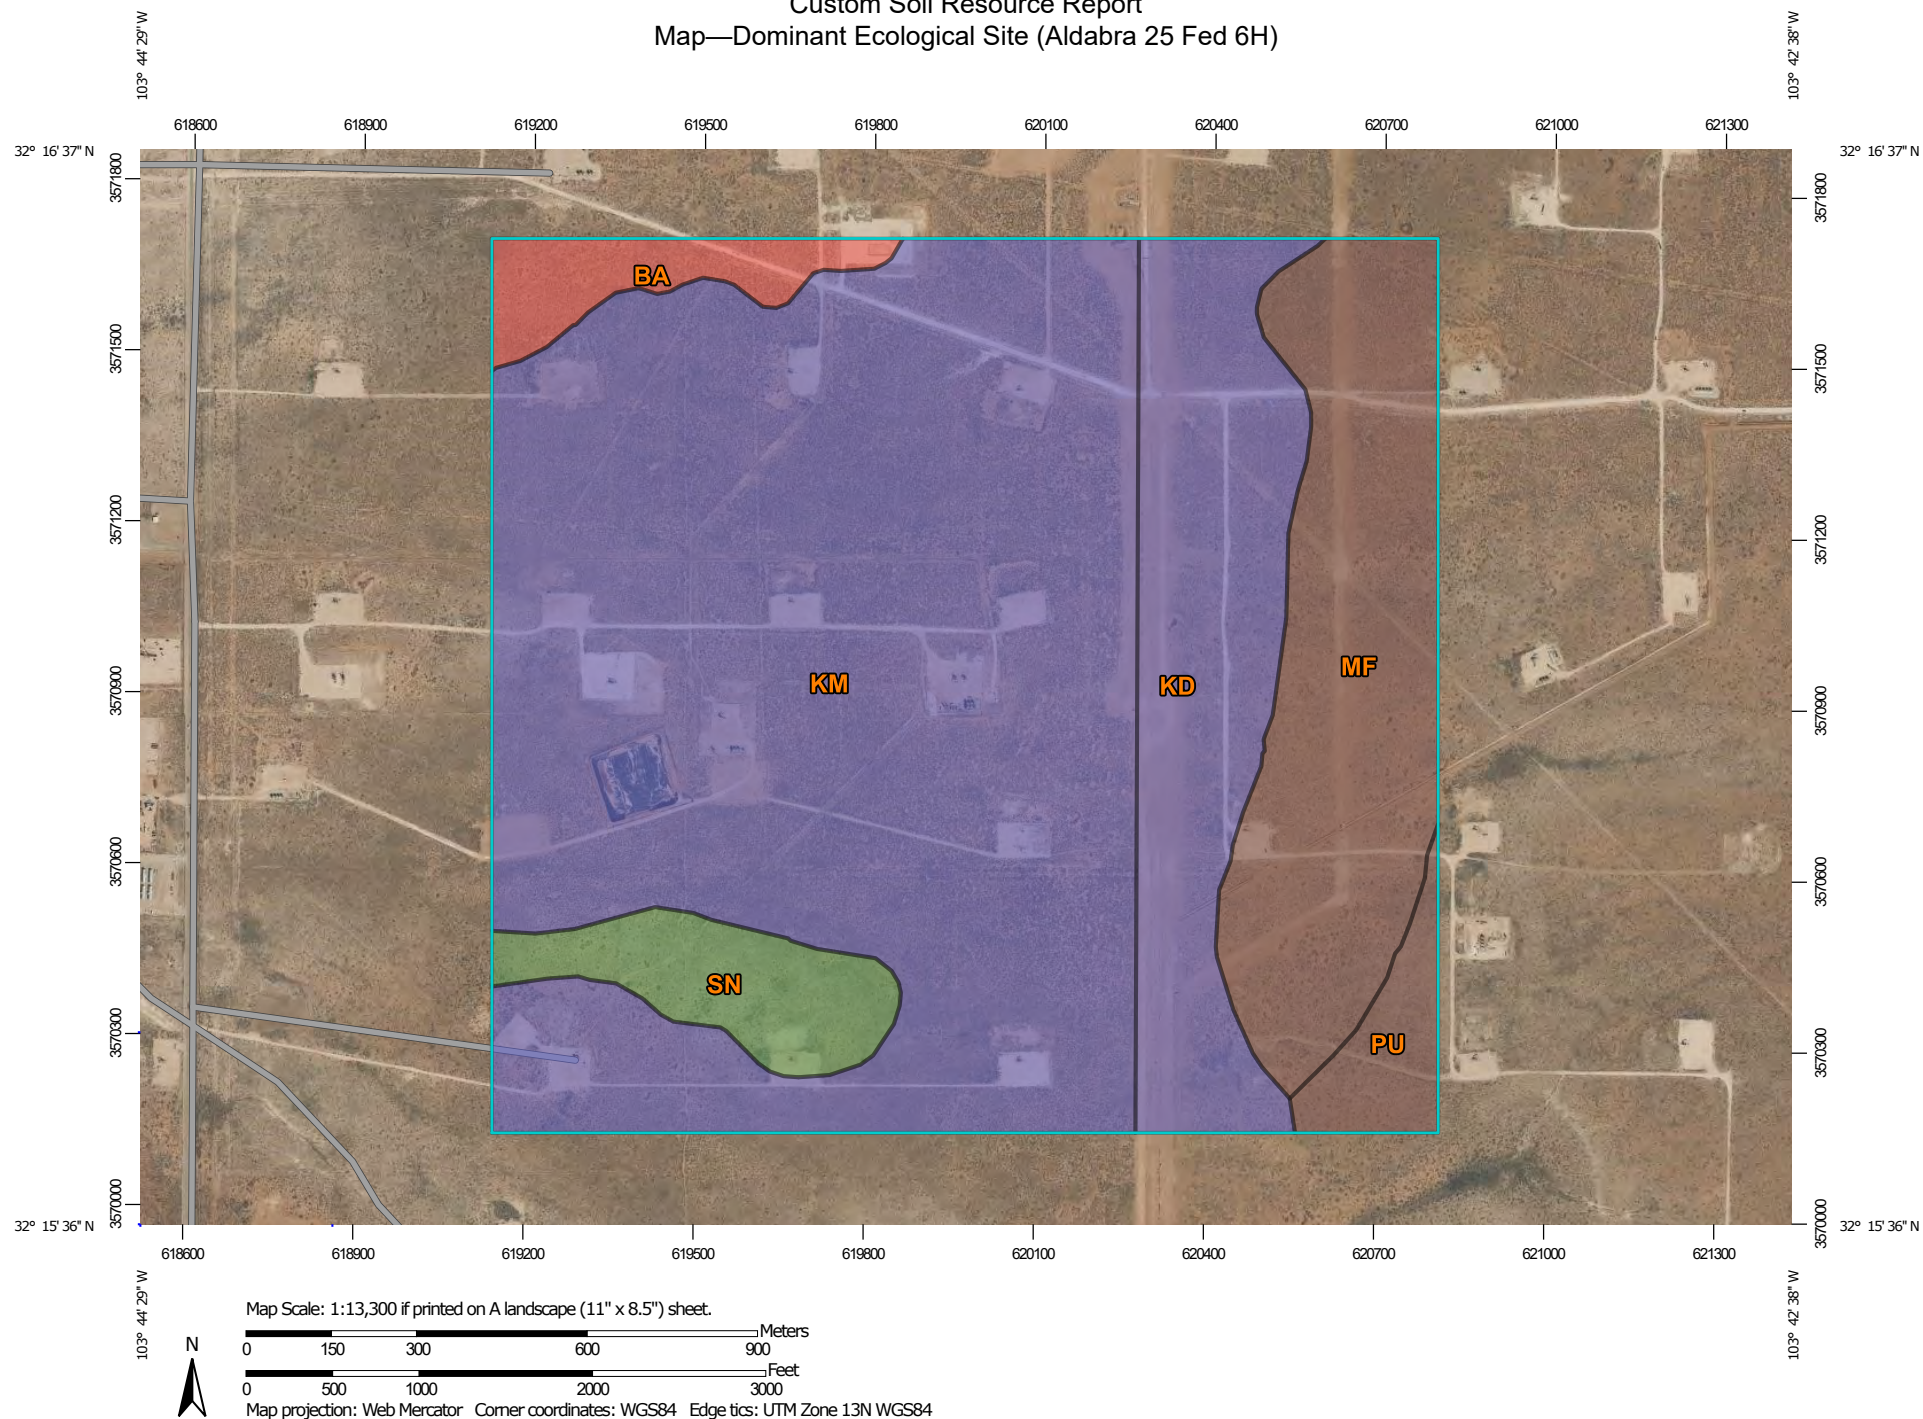 Custom Soil Resource Report
Map—Dominant Ecological Site (Aldabra 25 Fed 6H)
103° 44' 29'' W
103° 42' 38'' W
618600 618900 619200 619500 619800 620100 620400 620700 621000 621300
32° 16' 37'' N
32° 16' 37'' N
3571800
3571500
3571200
3570900
3570600
3570300
3570000
3571800
3571500
3571200
3570900
3570600
3570300
3570000
BA
KM
KD
MF
SN
PU
32° 15' 36'' N
32° 15' 36'' N
618600 618900 619200 619500 619800 620100 620400 620700 621000 621300
103° 44' 29'' W
103° 42' 38'' W
Map Scale: 1:13,300 if printed on A landscape (11" x 8.5") sheet.
N
Meters
0 150 300 600 900
Feet
0 500 1000 2000 3000
Map projection: Web Mercator Corner coordinates: WGS84 Edge tics: UTM Zone 13N WGS84